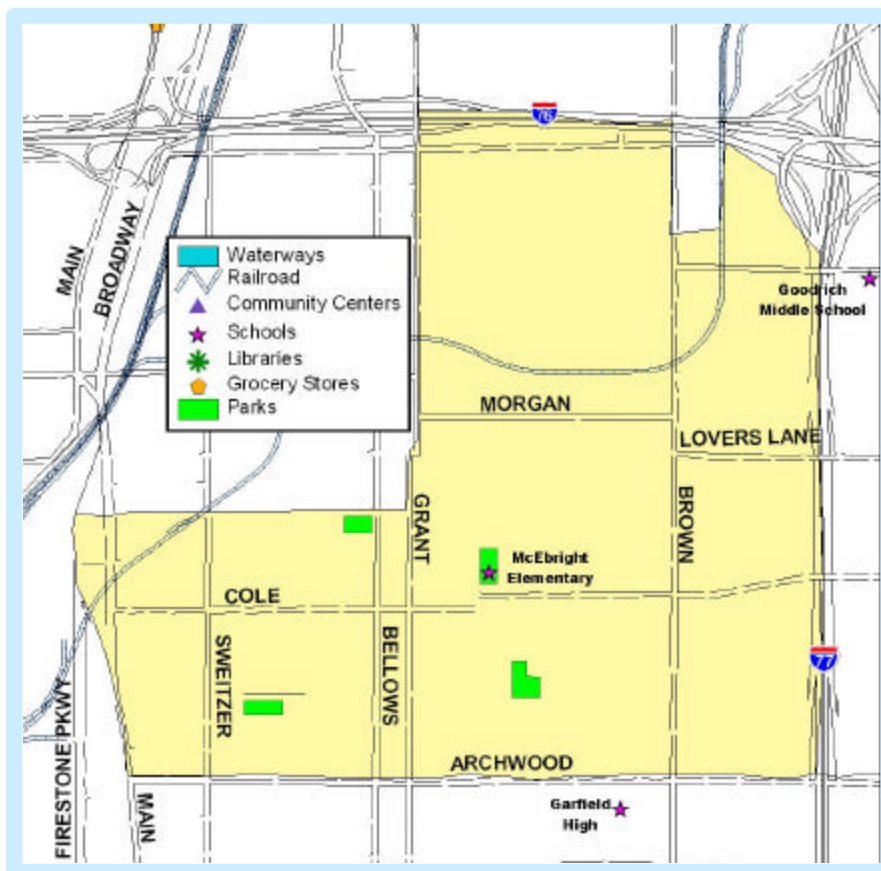 76
MAIN
BROADWAY
Waterways
Railroad
Community Centers
Schools
Libraries
Grocery Stores
Parks
Goodrich
Middle School
MORGAN
LOVERS LANE
GRANT
BROWN
McEbright
Elementary
COLE
SWEITZER
BELLOWS
77
FIRESTONE PKWY
ARCHWOOD
MAIN
Garfield
High